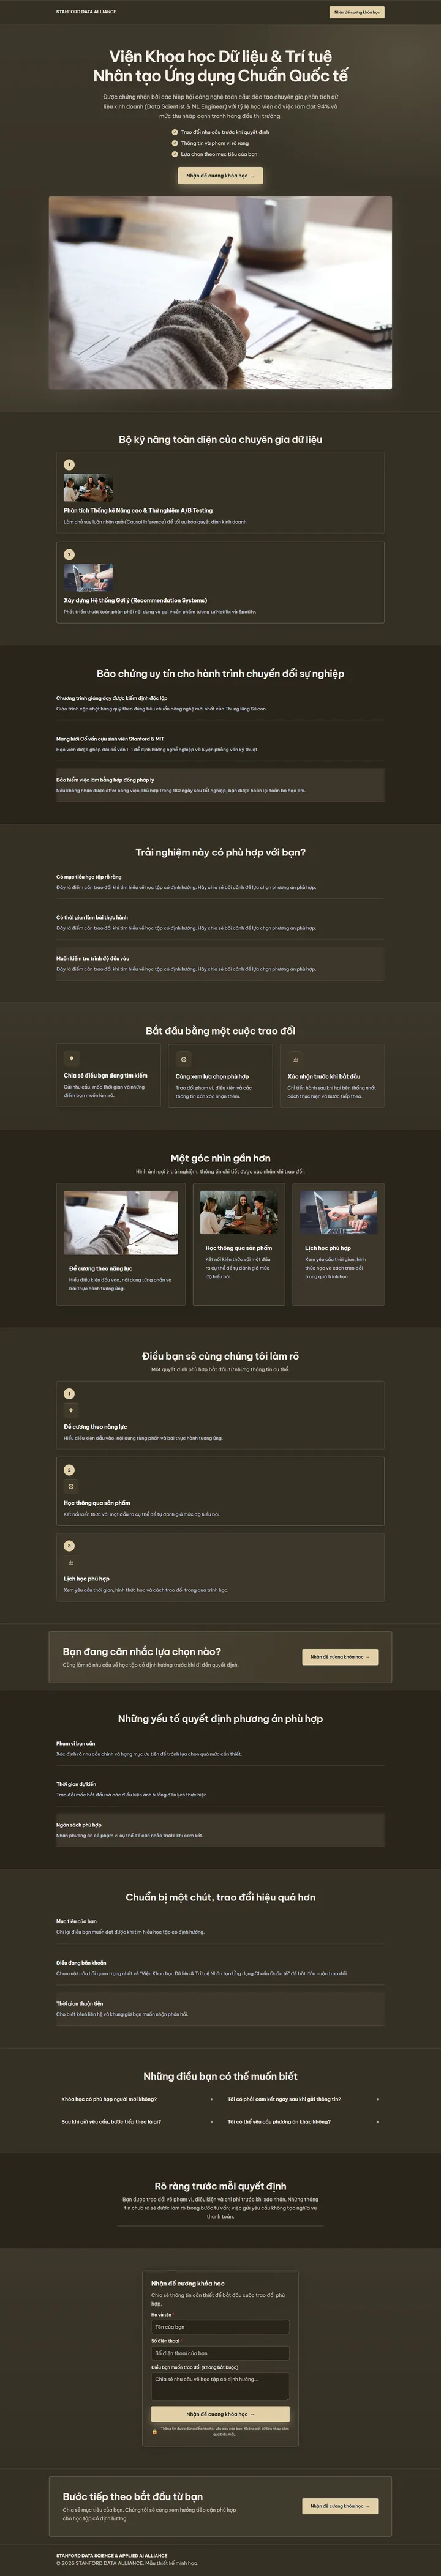 STANFORD DATA ALLIANCE
Nhận đề cương khóa học
Viện Khoa học Dữ liệu & Trí tuệ
Nhân tạo Ứng dụng Chuẩn Quốc tế
Được chứng nhận bởi các hiệp hội công nghệ toàn cầu: đào tạo chuyên gia phân tích dữ
liệu kinh doanh (Data Scientist & ML Engineer) với tỷ lệ học viên có việc làm đạt 94% và
mức thu nhập cạnh tranh hàng đầu thị trường.
Trao đổi nhu cầu trước khi quyết định
Thông tin và phạm vi rõ ràng
Lựa chọn theo mục tiêu của bạn
Nhận đề cương khóa học →
Bộ kỹ năng toàn diện của chuyên gia dữ liệu
1
Phân tích Thống kê Nâng cao & Thử nghiệm A/B Testing
Làm chủ suy luận nhân quả (Causal Inference) để tối ưu hóa quyết định kinh doanh.
2
Xây dựng Hệ thống Gợi ý (Recommendation Systems)
Phát triển thuật toán phân phối nội dung và gợi ý sản phẩm tương tự Netflix và Spotify.
Bảo chứng uy tín cho hành trình chuyển đổi sự nghiệp
Chương trình giảng dạy được kiểm định độc lập
Giáo trình cập nhật hàng quý theo đúng tiêu chuẩn công nghệ mới nhất của Thung lũng Silicon.
Mạng lưới Cố vấn cựu sinh viên Stanford & MIT
Học viên được ghép đôi cố vấn 1-1 để định hướng nghề nghiệp và luyện phỏng vấn kỹ thuật.
Bảo hiểm việc làm bằng hợp đồng pháp lý
Nếu không nhận được offer công việc phù hợp trong 180 ngày sau tốt nghiệp, bạn được hoàn lại toàn bộ học phí.
Trải nghiệm này có phù hợp với bạn?
Có mục tiêu học tập rõ ràng
Đây là điểm cần trao đổi khi tìm hiểu về học tập có định hướng. Hãy chia sẻ bối cảnh để lựa chọn phương án phù hợp.
Có thời gian làm bài thực hành
Đây là điểm cần trao đổi khi tìm hiểu về học tập có định hướng. Hãy chia sẻ bối cảnh để lựa chọn phương án phù hợp.
Muốn kiểm tra trình độ đầu vào
Đây là điểm cần trao đổi khi tìm hiểu về học tập có định hướng. Hãy chia sẻ bối cảnh để lựa chọn phương án phù hợp.
Bắt đầu bằng một cuộc trao đổi
Chia sẻ điều bạn đang tìm kiếm
Gửi nhu cầu, mốc thời gian và những
điểm bạn muốn làm rõ.
Cùng xem lựa chọn phù hợp
Trao đổi phạm vi, điều kiện và các
thông tin cần xác nhận thêm.
Xác nhận trước khi bắt đầu
Chỉ tiến hành sau khi hai bên thống nhất
cách thực hiện và bước tiếp theo.
Một góc nhìn gần hơn
Hình ảnh gợi ý trải nghiệm; thông tin chi tiết được xác nhận khi trao đổi.
Đề cương theo năng lực
Hiểu điều kiện đầu vào, nội dung từng phần và
bài thực hành tương ứng.
Học thông qua sản phẩm
Kết nối kiến thức với một đầu
ra cụ thể để tự đánh giá mức
độ hiểu bài.
Lịch học phù hợp
Xem yêu cầu thời gian, hình
thức học và cách trao đổi
trong quá trình học.
Điều bạn sẽ cùng chúng tôi làm rõ
Một quyết định phù hợp bắt đầu từ những thông tin cụ thể.
1
Đề cương theo năng lực
Hiểu điều kiện đầu vào, nội dung từng phần và bài thực hành tương ứng.
2
Học thông qua sản phẩm
Kết nối kiến thức với một đầu ra cụ thể để tự đánh giá mức độ hiểu bài.
3
Lịch học phù hợp
Xem yêu cầu thời gian, hình thức học và cách trao đổi trong quá trình học.
Bạn đang cân nhắc lựa chọn nào?
Cùng làm rõ nhu cầu về học tập có định hướng trước khi đi đến quyết định.
Nhận đề cương khóa học →
Những yếu tố quyết định phương án phù hợp
Phạm vi bạn cần
Xác định rõ nhu cầu chính và hạng mục ưu tiên để tránh lựa chọn quá mức cần thiết.
Thời gian dự kiến
Trao đổi mốc bắt đầu và các điều kiện ảnh hưởng đến lịch thực hiện.
Ngân sách phù hợp
Nhận phương án có phạm vi cụ thể để cân nhắc trước khi cam kết.
Chuẩn bị một chút, trao đổi hiệu quả hơn
Mục tiêu của bạn
Ghi lại điều bạn muốn đạt được khi tìm hiểu học tập có định hướng.
Điều đang băn khoăn
Chọn một câu hỏi quan trọng nhất về "Viện Khoa học Dữ liệu & Trí tuệ Nhân tạo Ứng dụng Chuẩn Quốc tế" để bắt đầu cuộc trao đổi.
Thời gian thuận tiện
Cho biết kênh liên hệ và khung giờ bạn muốn nhận phản hồi.
Những điều bạn có thể muốn biết
Khóa học có phù hợp người mới không? +
Tôi có phải cam kết ngay sau khi gửi thông tin? +
Sau khi gửi yêu cầu, bước tiếp theo là gì? +
Tôi có thể yêu cầu phương án khác không? +
Rõ ràng trước mỗi quyết định
Bạn được trao đổi về phạm vi, điều kiện và chi phí trước khi xác nhận. Những thông
tin chưa rõ sẽ được làm rõ trong bước tư vấn; việc gửi yêu cầu không tạo nghĩa vụ
thanh toán.
Nhận đề cương khóa học
Chia sẻ thông tin cần thiết để bắt đầu cuộc trao đổi phù
hợp.
Họ và tên
Tên của bạn
Số điện thoại
Số điện thoại của bạn
Điều bạn muốn trao đổi (không bắt buộc)
Chia sẻ nhu cầu về học tập có định hướng...
Nhận đề cương khóa học →
Bước tiếp theo bắt đầu từ bạn
Chia sẻ mục tiêu của bạn. Chúng tôi sẽ cùng xem hướng tiếp cận phù hợp
cho học tập có định hướng.
Nhận đề cương khóa học →
STANFORD DATA SCIENCE & APPLIED AI ALLIANCE
© 2026 STANFORD DATA ALLIANCE. Mẫu thiết kế minh họa.